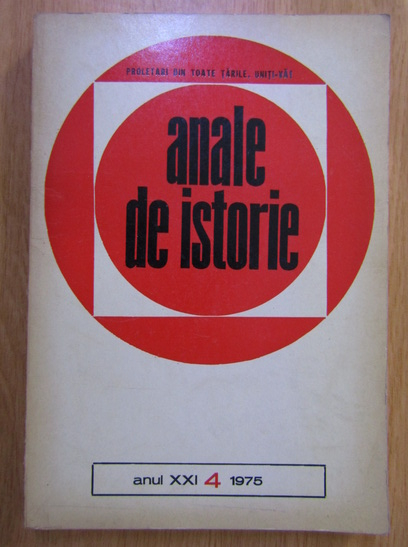 PROLETARI DIN TOATE ȚĂRILE, UNIȚI-VĂ!
anale
de istorie
anul XXI 4 1975